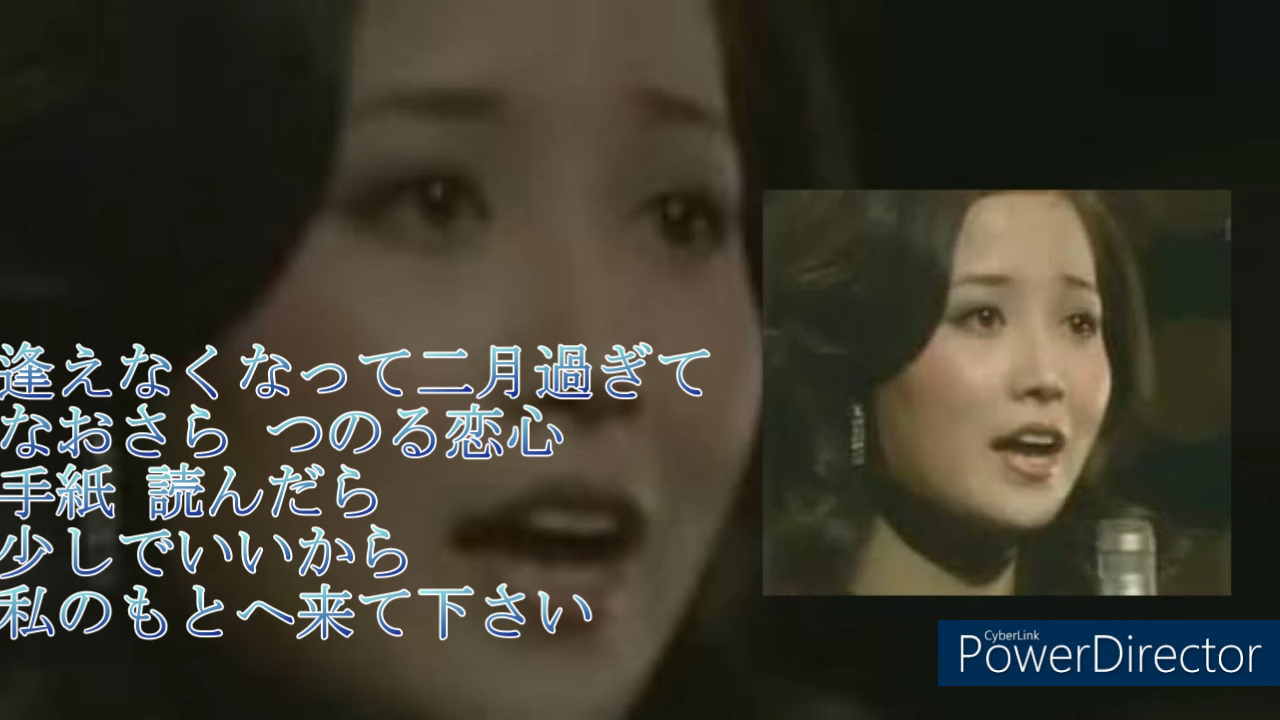 逢えなくなって二月過ぎて
なおさら つのる恋心
手紙 読んだら
少しでいいから
私のもとへ来て下さい
CyberLink
PowerDirector